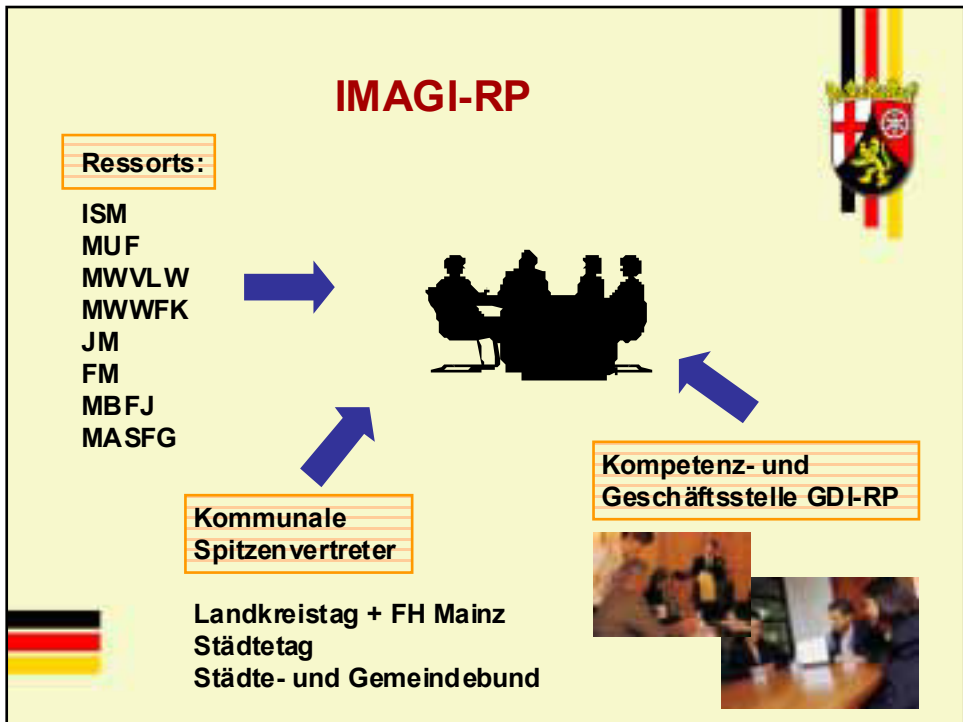 IMAGI-RP
Ressorts:
ISM
MUF
MWVLW
MWWFK
JM
FM
MBFJ
MASFG
Kommunale
Spitzenvertreter
Landkreistag + FH Mainz
Städtetag
Städte- und Gemeindebund
Kompetenz- und
Geschäftsstelle GDI-RP